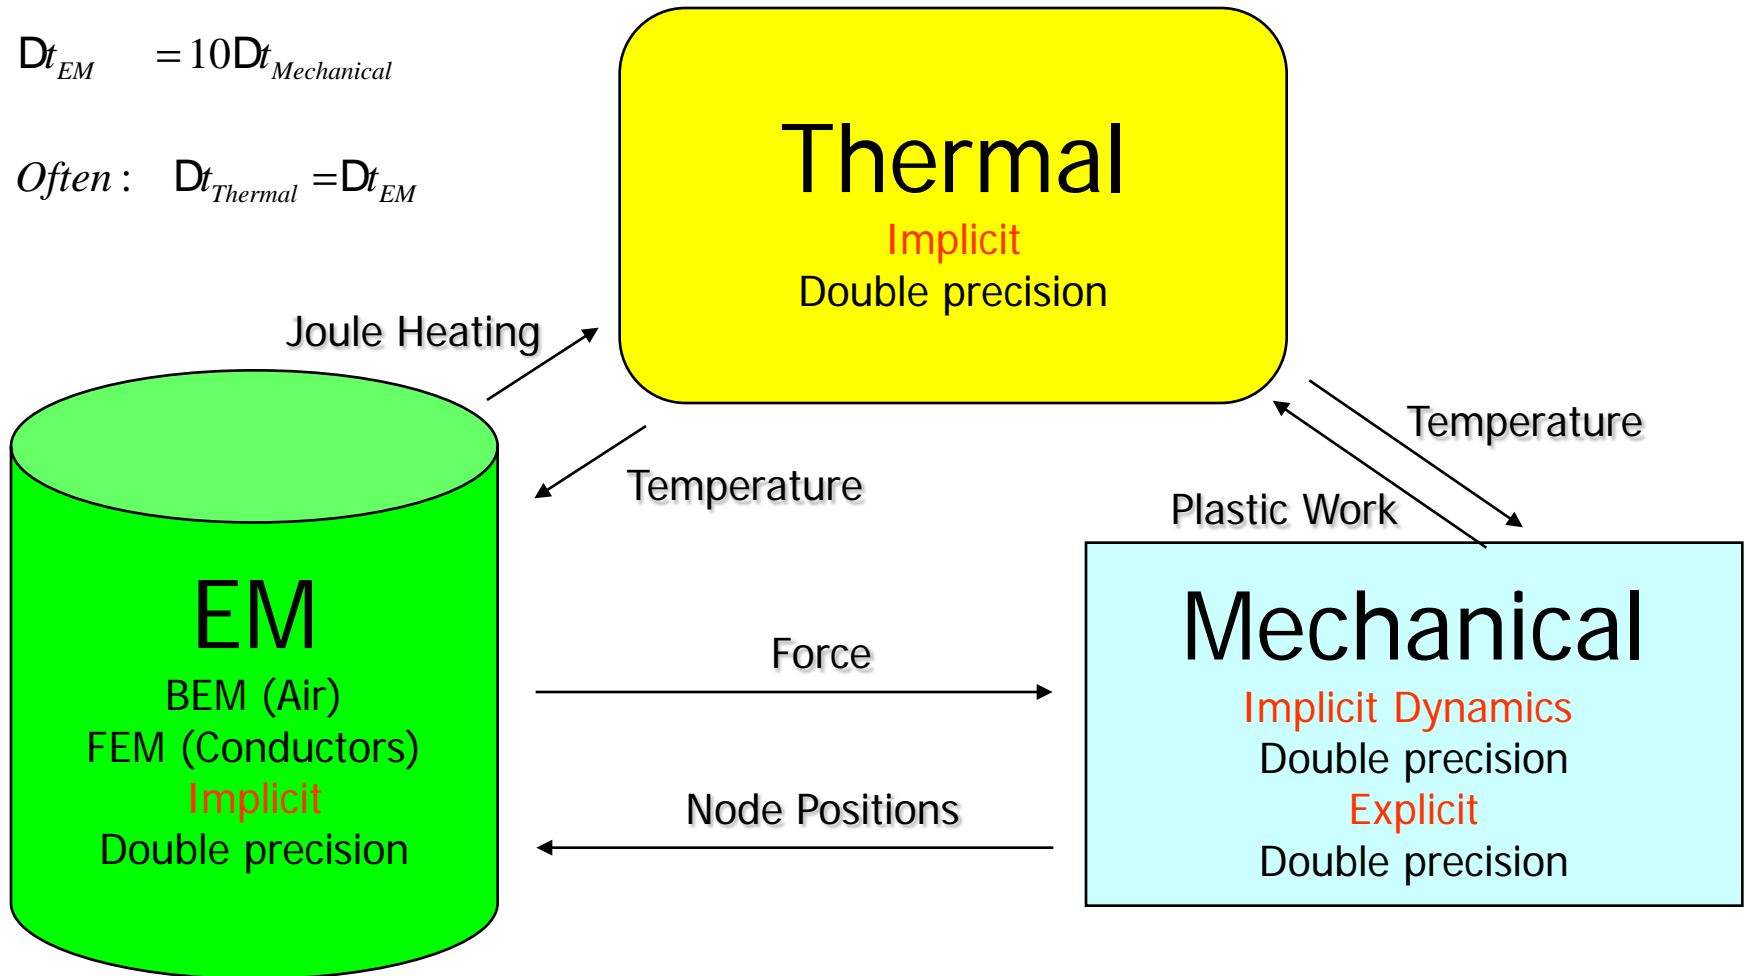 Dt_EM = 10Dt_Mechanical
Often : Dt_Thermal = Dt_EM
Thermal
Implicit
Double precision
Joule Heating
Temperature
Temperature
Plastic Work
EM
BEM (Air)
FEM (Conductors)
Implicit
Double precision
Force
Node Positions
Mechanical
Implicit Dynamics
Double precision
Explicit
Double precision